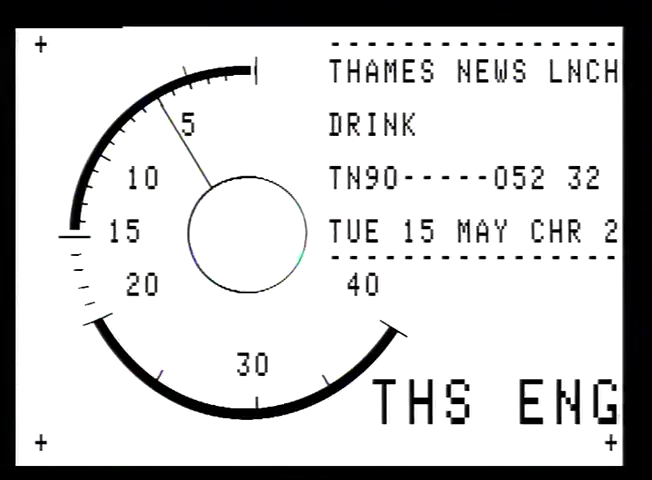 THAMES NEWS LNCH
DRINK
TN90-----052 32
TUE 15 MAY CHR 2
5
10
15
20
30
40
THS ENG